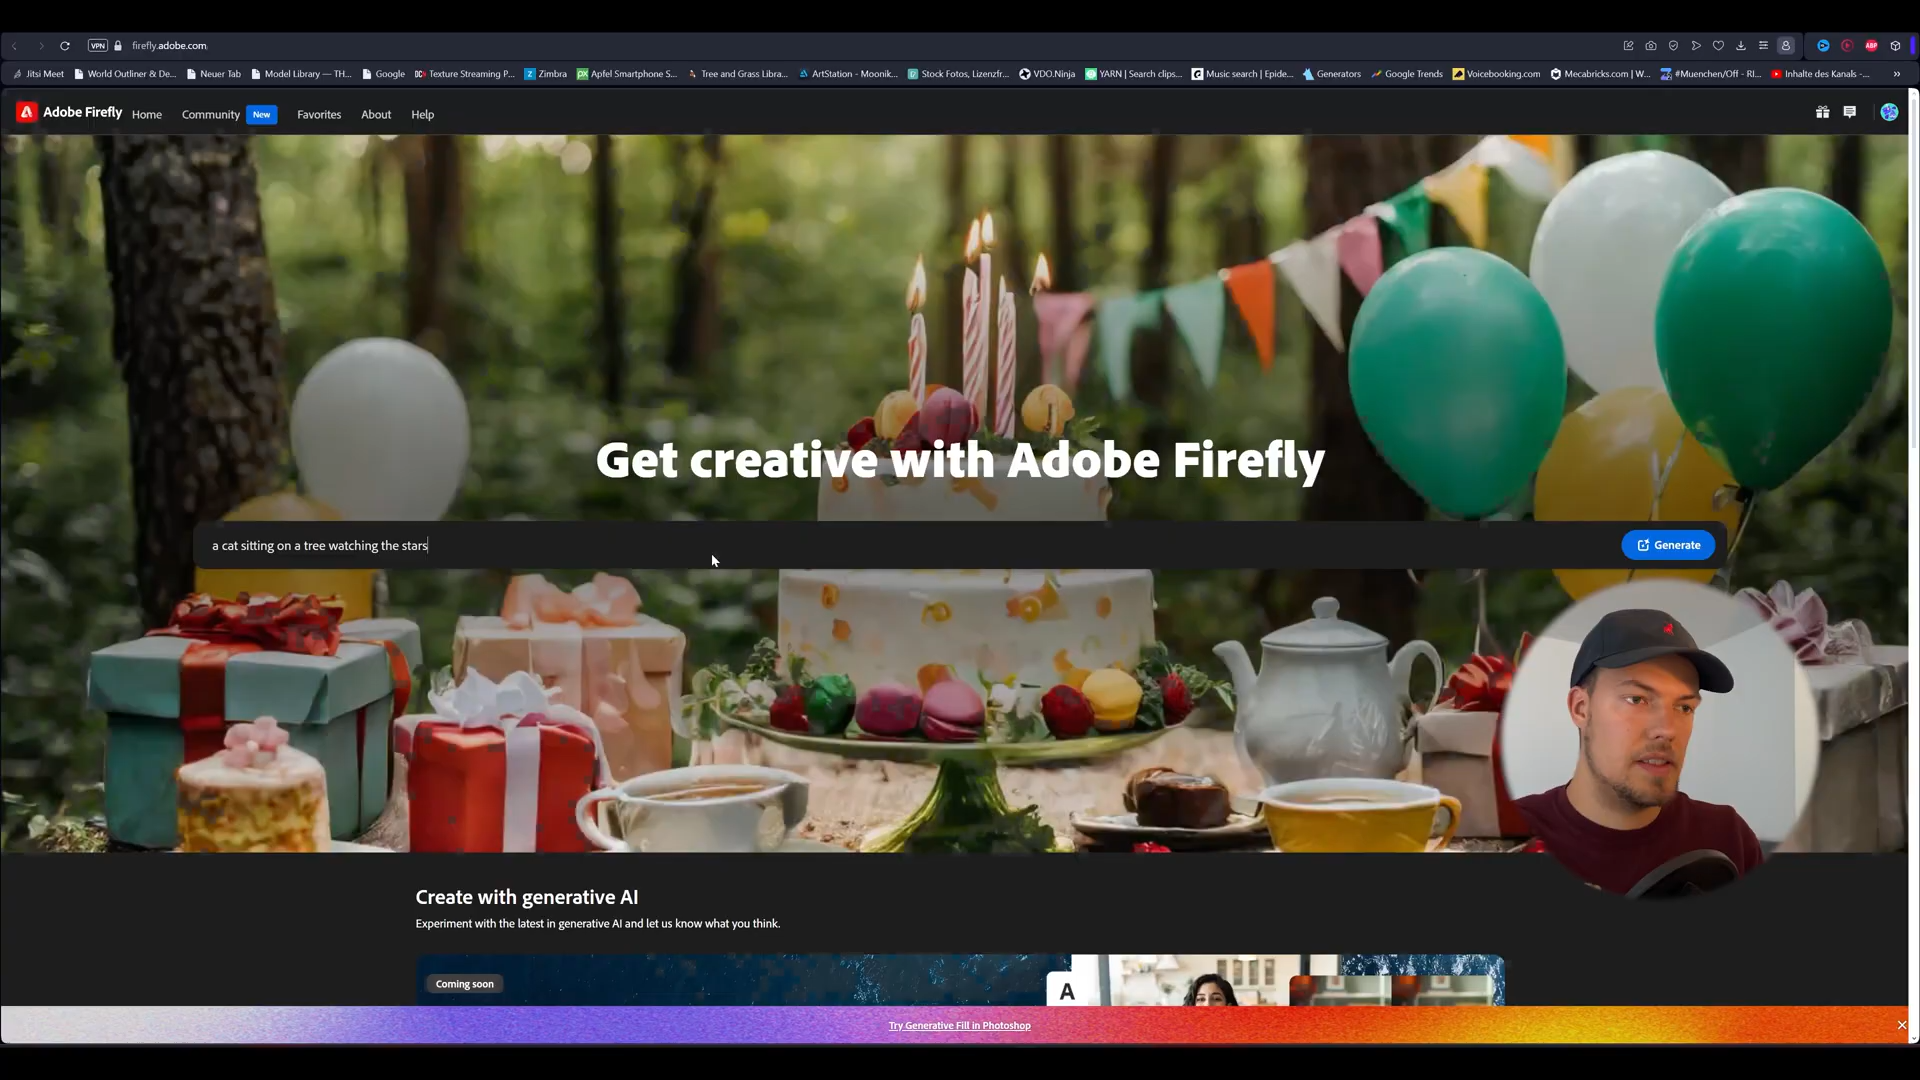 VPN firefly.adobe.com
Jitsi Meet World Outliner & De... Neuer Tab Model Library — TH... Google Texture Streaming P... Zimbra Apfel Smartphone S... Tree and Grass Libra... ArtStation - Moonik... Stock Fotos, Lizenzfr... VDO.Ninja YARN | Search clips... Music search | Epide... Generators Google Trends Voicebooking.com Mecabricks.com | W... #Muenchen/Off - RI... Inhalte des Kanals -... »
Adobe Firefly Home Community New Favorites About Help
Get creative with Adobe Firefly
a cat sitting on a tree watching the stars
Generate
Create with generative AI
Experiment with the latest in generative AI and let us know what you think.
Coming soon
A
Try Generative Fill in Photoshop